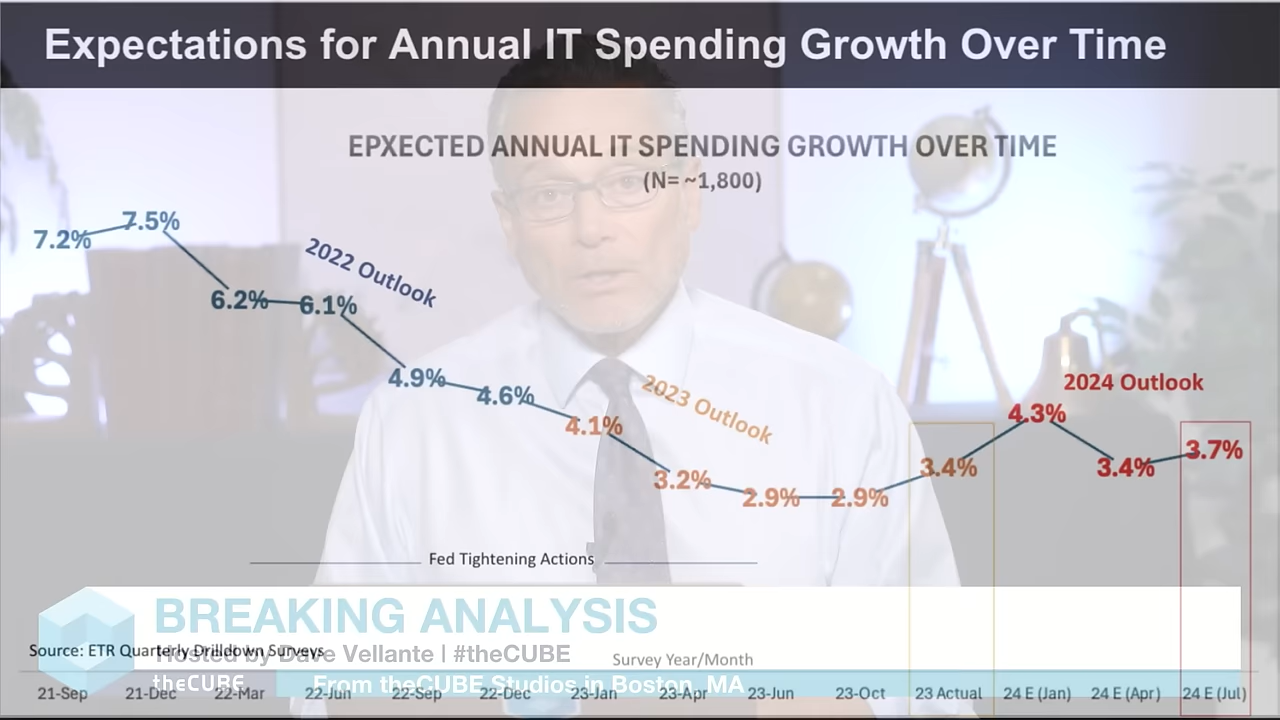 Expectations for Annual IT Spending Growth Over Time
EPXECTED ANNUAL IT SPENDING GROWTH OVER TIME
(N= ~1,800)
7.2%
7.5%
6.2%
6.1%
2022 Outlook
4.9%
4.6%
4.1%
2023 Outlook
3.2%
2.9%
2.9%
3.4%
4.3%
2024 Outlook
3.4%
3.7%
Fed Tightening Actions
BREAKING ANALYSIS
Source: ETR Quarterly Drilldown Surveys
Hosted by Dave Vellante | #theCUBE
Survey Year/Month
theCUBE
From theCUBE Studios in Boston, MA
21-Sep 21-Dec 22-Mar 22-Jun 22-Sep 22-Dec 23-Jan 23-Apr 23-Jun 23-Oct 23 Actual 24 E (Jan) 24 E (Apr) 24 E (Jul)